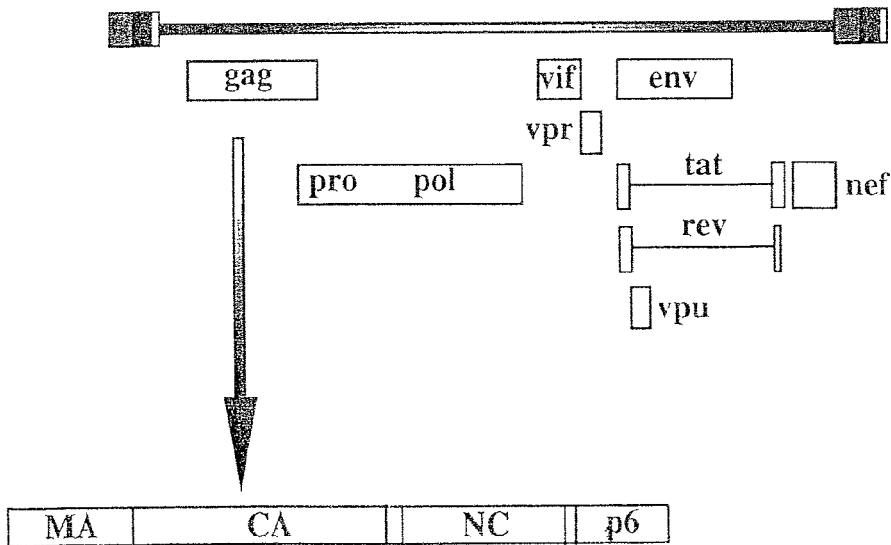 gag vif env
vpr
pro pol tat nef
rev
vpu
MA CA NC p6